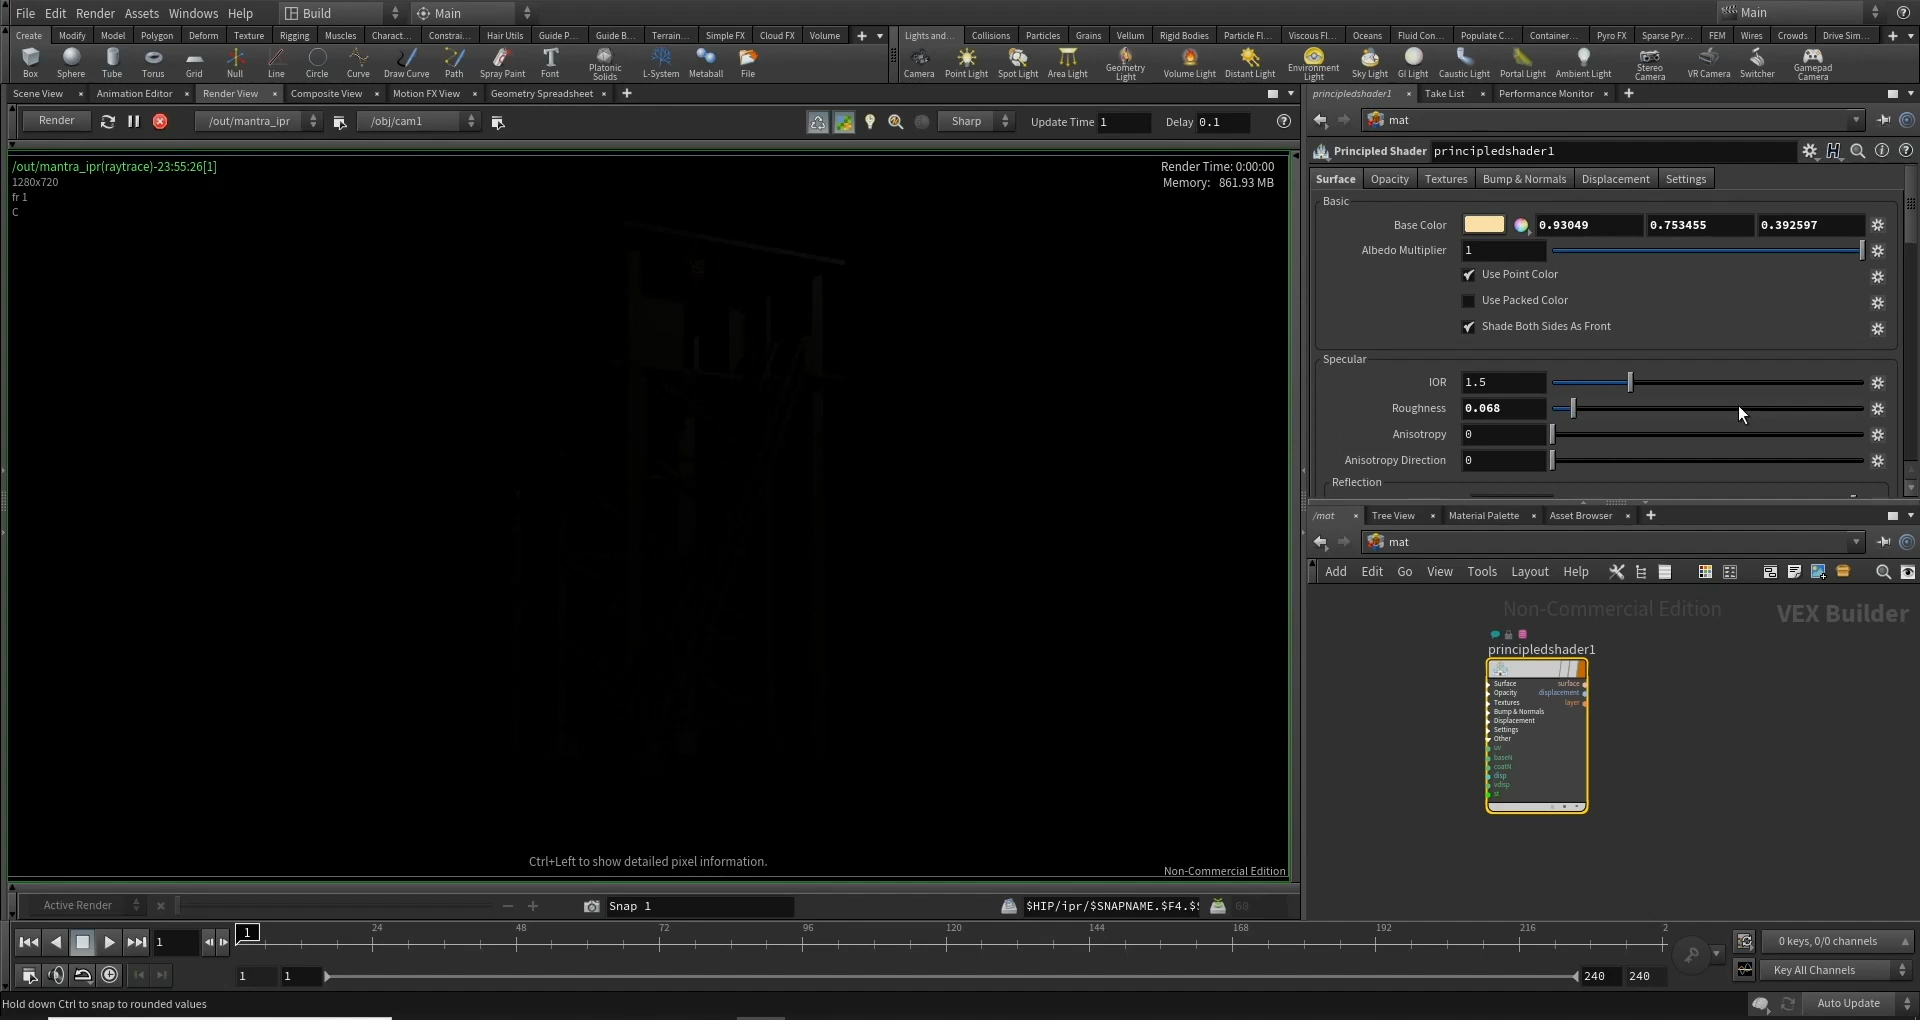 File Edit Render Assets Windows Help Build Main Main
Create Modify Model Polygon Deform Texture Rigging Muscles Charact... Constrai... Hair Utils Guide P... Guide B... Terrain... Simple FX Cloud FX Volume
Lights and... Collisions Particles Grains Vellum Rigid Bodies Particle Fl... Viscous Fl... Oceans Fluid Con... Populate C... Container... Pyro FX Sparse Pyr... FEM Wires Crowds Drive Sim...
Box Sphere Tube Torus Grid Null Line Circle Curve Draw Curve Path Spray Paint Font Platonic Solids L-System Metaball File
Camera Point Light Spot Light Area Light Geometry Light Volume Light Distant Light Environment Light Sky Light GI Light Caustic Light Portal Light Ambient Light Stereo Camera VR Camera Switcher Gamepad Camera
Scene View Animation Editor Render View Composite View Motion FX View Geometry Spreadsheet
Render /out/mantra_ipr /obj/cam1 Sharp Update Time 1 Delay 0.1
/out/mantra_ipr(raytrace)-23:55:26[1]
1280x720
fr 1
C
Render Time: 0:00:00
Memory: 861.93 MB
Ctrl+Left to show detailed pixel information.
Non-Commercial Edition
Active Render Snap 1 $HIP/ipr/$SNAPNAME.$F4.$S 60
principledshader1 Take List Performance Monitor
mat
Principled Shader principledshader1
Surface Opacity Textures Bump & Normals Displacement Settings
Basic
Base Color 0.93049 0.753455 0.392597
Albedo Multiplier 1
Use Point Color
Use Packed Color
Shade Both Sides As Front
Specular
IOR 1.5
Roughness 0.068
Anisotropy 0
Anisotropy Direction 0
Reflection
/mat Tree View Material Palette Asset Browser
mat
Add Edit Go View Tools Layout Help
Non-Commercial Edition VEX Builder
principledshader1
Surface surface
Opacity displacement
Textures layer
Bump & Normals
Displacement
Settings
Other
uv
baseN
coatN
disp
vdisp
st
1 1 24 48 72 96 120 144 168 192 216 2
0 keys, 0/0 channels
1 1 240 240 Key All Channels
Hold down Ctrl to snap to rounded values Auto Update